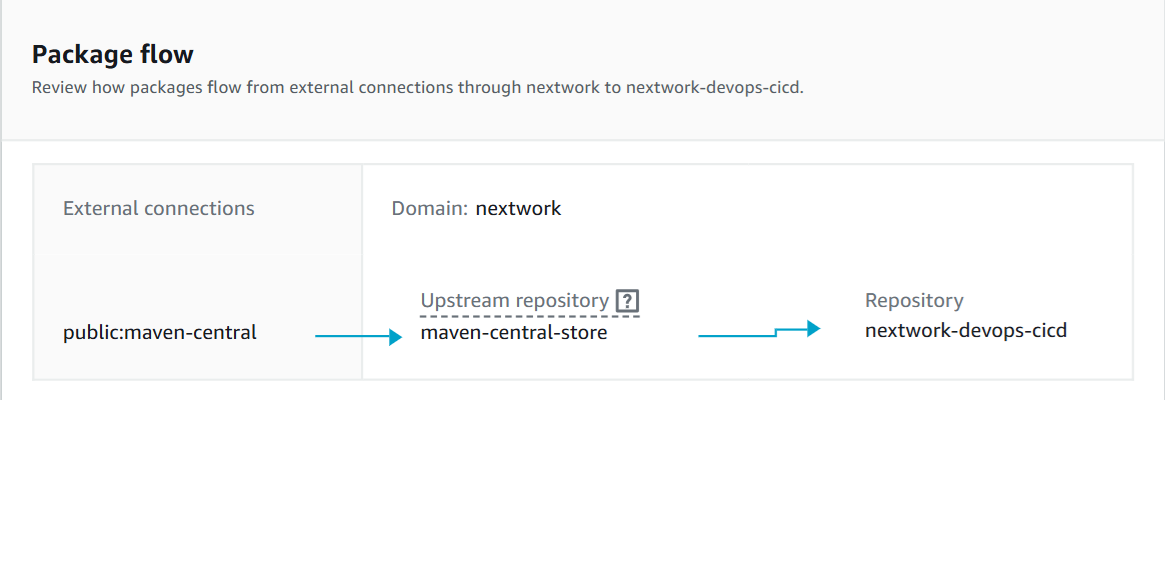 Package flow
Review how packages flow from external connections through nextwork to nextwork-devops-cicd.
External connections
Domain: nextwork
Upstream repository ?
Repository
public:maven-central
maven-central-store
nextwork-devops-cicd